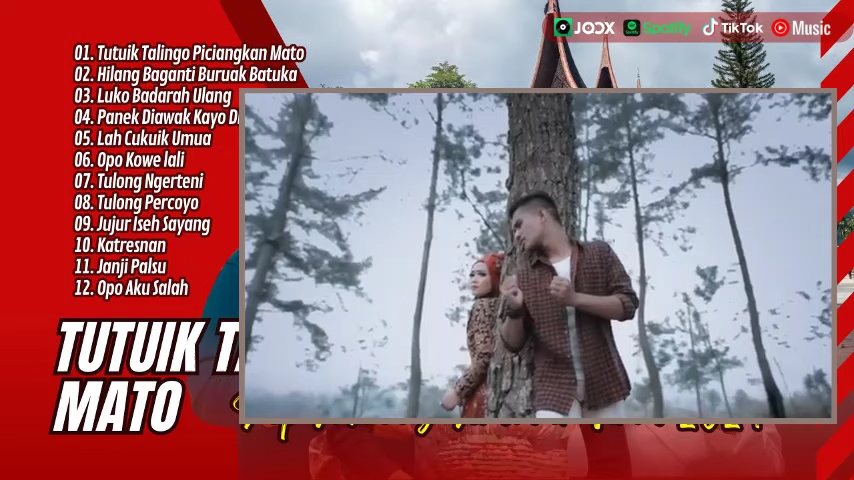 JOOX Spotify TikTok Music
01. Tutuik Talingo Piciangkan Mato
02. Hilang Baganti Buruak Batuka
03. Luko Badarah Ulang
04. Panek Diawak Kayo
05. Lah Cukuik Umua
06. Opo Kowe lali
07. Tulong Ngerteni
08. Tulong Percoyo
09. Jujur Iseh Sayang
10. Katresnan
11. Janji Palsu
12. Opo Aku Salah
TUTUIK
MATO